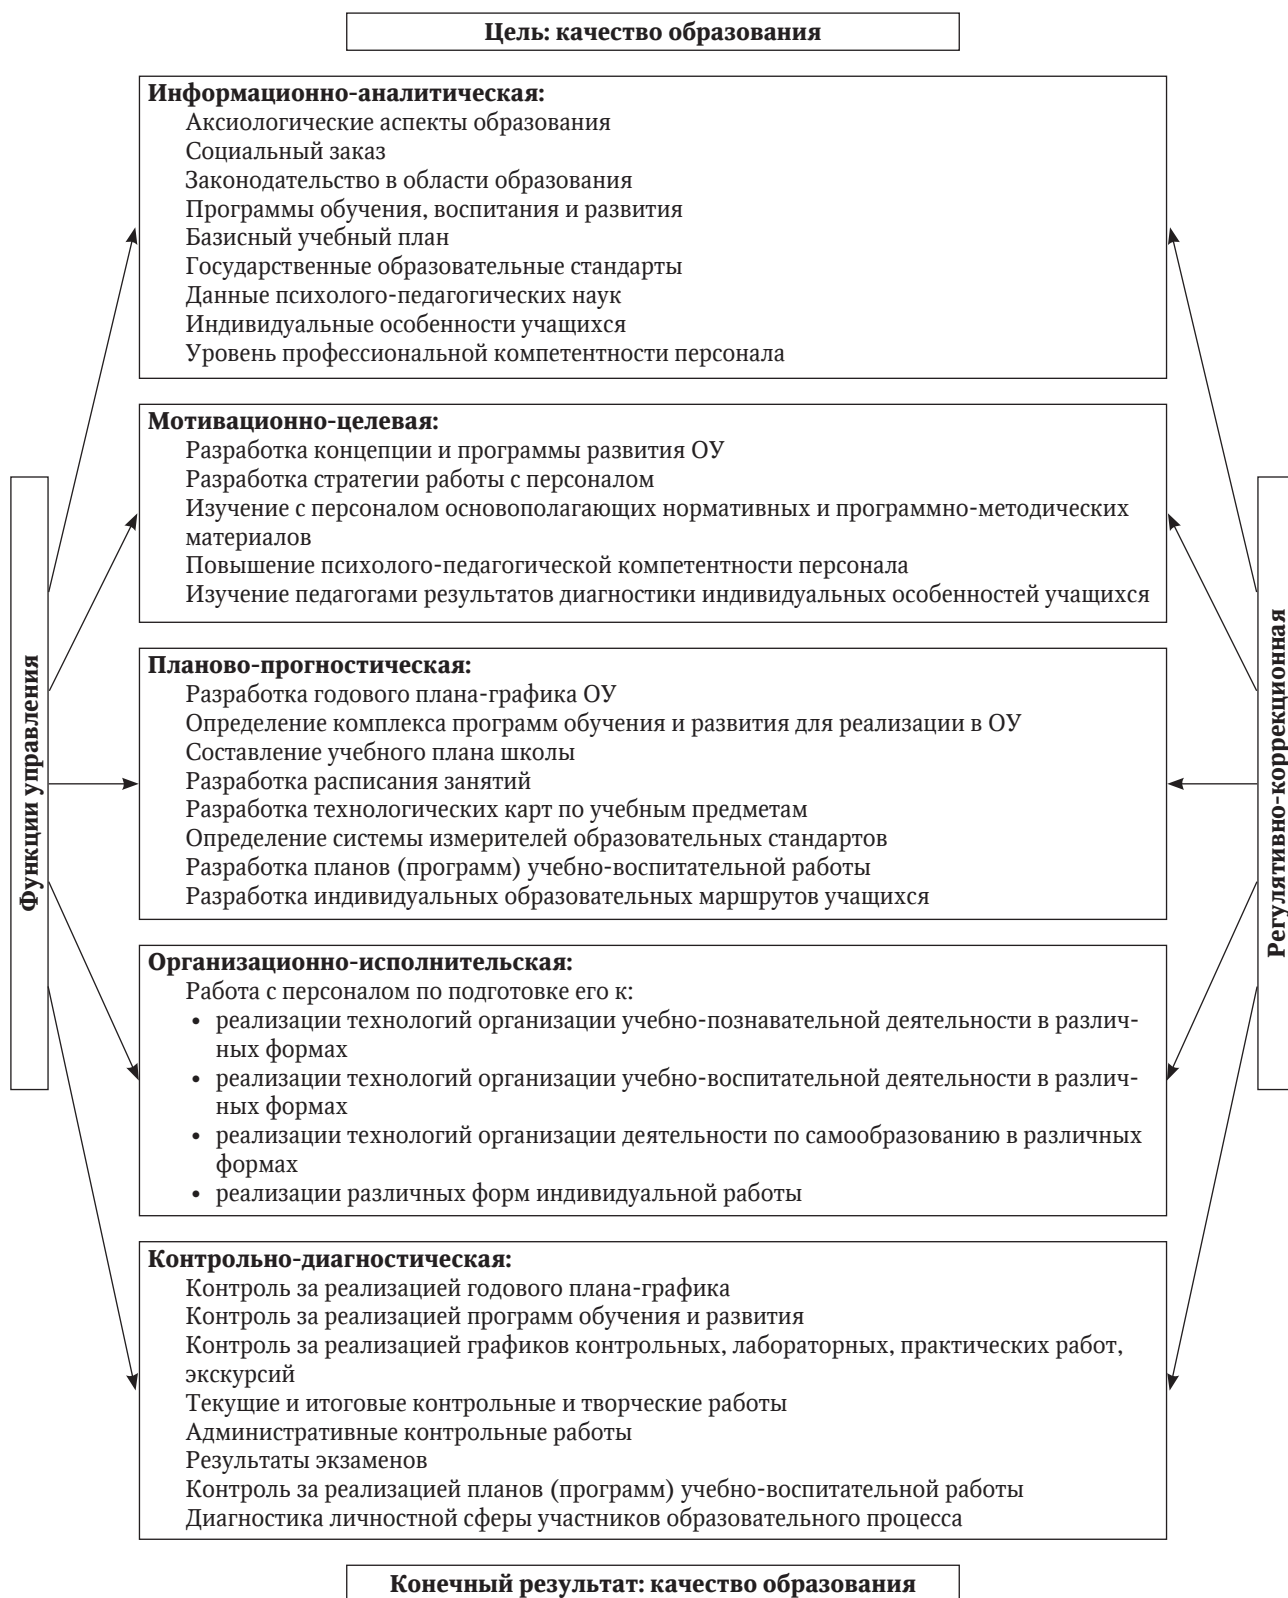 Цель: качество образования
Информационно-аналитическая:
Аксиологические аспекты образования
Социальный заказ
Законодательство в области образования
Программы обучения, воспитания и развития
Базисный учебный план
Государственные образовательные стандарты
Данные психолого-педагогических наук
Индивидуальные особенности учащихся
Уровень профессиональной компетентности персонала
Мотивационно-целевая:
Разработка концепции и программы развития ОУ
Разработка стратегии работы с персоналом
Изучение с персоналом основополагающих нормативных и программно-методических
материалов
Повышение психолого-педагогической компетентности персонала
Изучение педагогами результатов диагностики индивидуальных особенностей учащихся
Функции управления
Планово-прогностическая:
Разработка годового плана-графика ОУ
Определение комплекса программ обучения и развития для реализации в ОУ
Составление учебного плана школы
Разработка расписания занятий
Разработка технологических карт по учебным предметам
Определение системы измерителей образовательных стандартов
Разработка планов (программ) учебно-воспитательной работы
Разработка индивидуальных образовательных маршрутов учащихся
Регулятивно-коррекционная
Организационно-исполнительская:
Работа с персоналом по подготовке его к:
• реализации технологий организации учебно-познавательной деятельности в различ-
ных формах
• реализации технологий организации учебно-воспитательной деятельности в различ-
ных формах
• реализации технологий организации деятельности по самообразованию в различных
формах
• реализации различных форм индивидуальной работы
Контрольно-диагностическая:
Контроль за реализацией годового плана-графика
Контроль за реализацией программ обучения и развития
Контроль за реализацией графиков контрольных, лабораторных, практических работ,
экскурсий
Текущие и итоговые контрольные и творческие работы
Административные контрольные работы
Результаты экзаменов
Контроль за реализацией планов (программ) учебно-воспитательной работы
Диагностика личностной сферы участников образовательного процесса
Конечный результат: качество образования